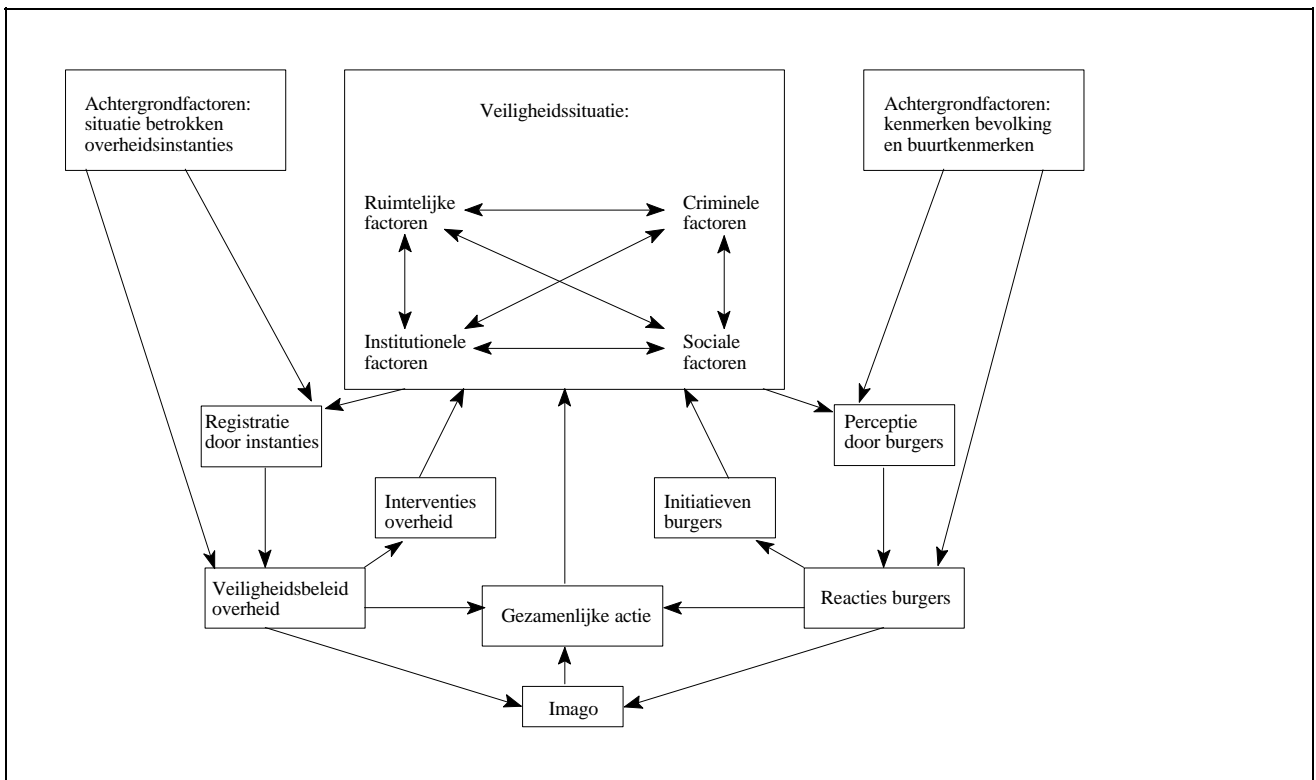 Achtergrondfactoren:
situatie betrokken
overheidsinstanties
Veiligheidssituatie:
Achtergrondfactoren:
kenmerken bevolking
en buurtkenmerken
Ruimtelijke
factoren
Criminele
factoren
Institutionele
factoren
Sociale
factoren
Registratie
door instanties
Perceptie
door burgers
Interventies
overheid
Initiatieven
burgers
Veiligheidsbeleid
overheid
Gezamenlijke actie
Reacties burgers
Imago